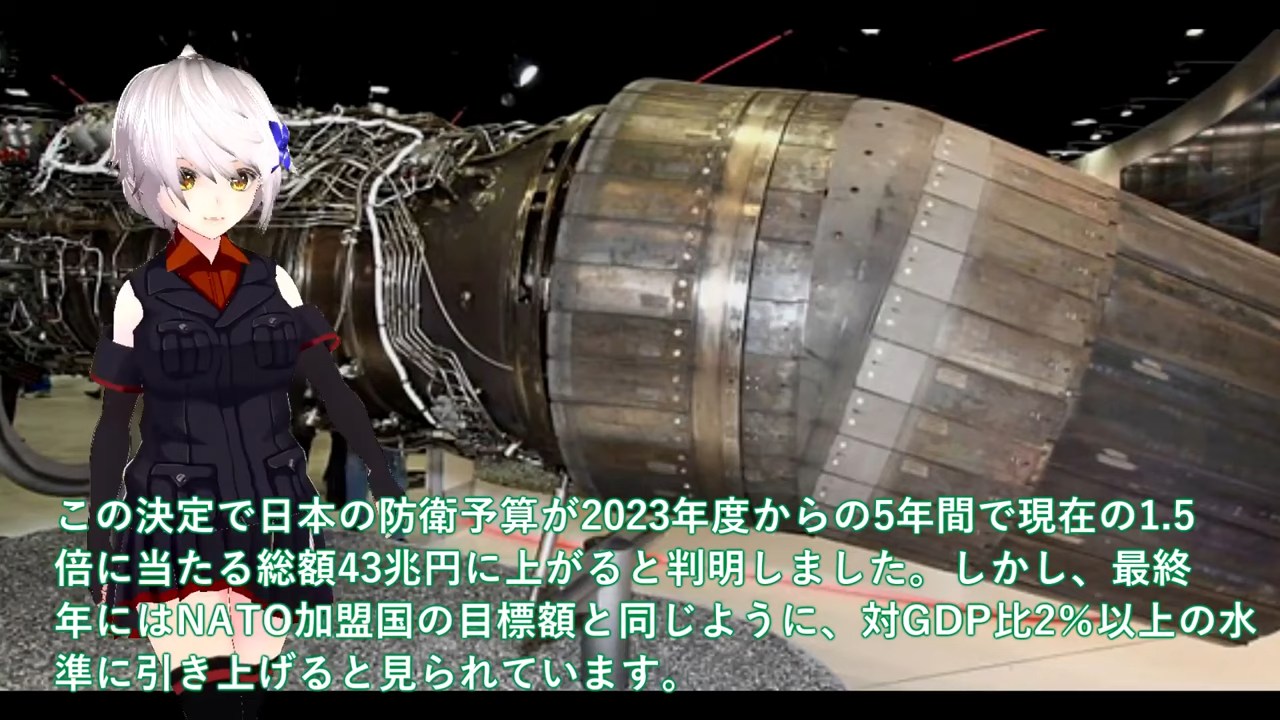 この決定で日本の防衛予算が2023年度からの5年間で現在の1.5
倍に当たる総額43兆円に上がると判明しました。しかし、最終
年にはNATO加盟国の目標額と同じように、対GDP比2%以上の水
準に引き上げると見られています。